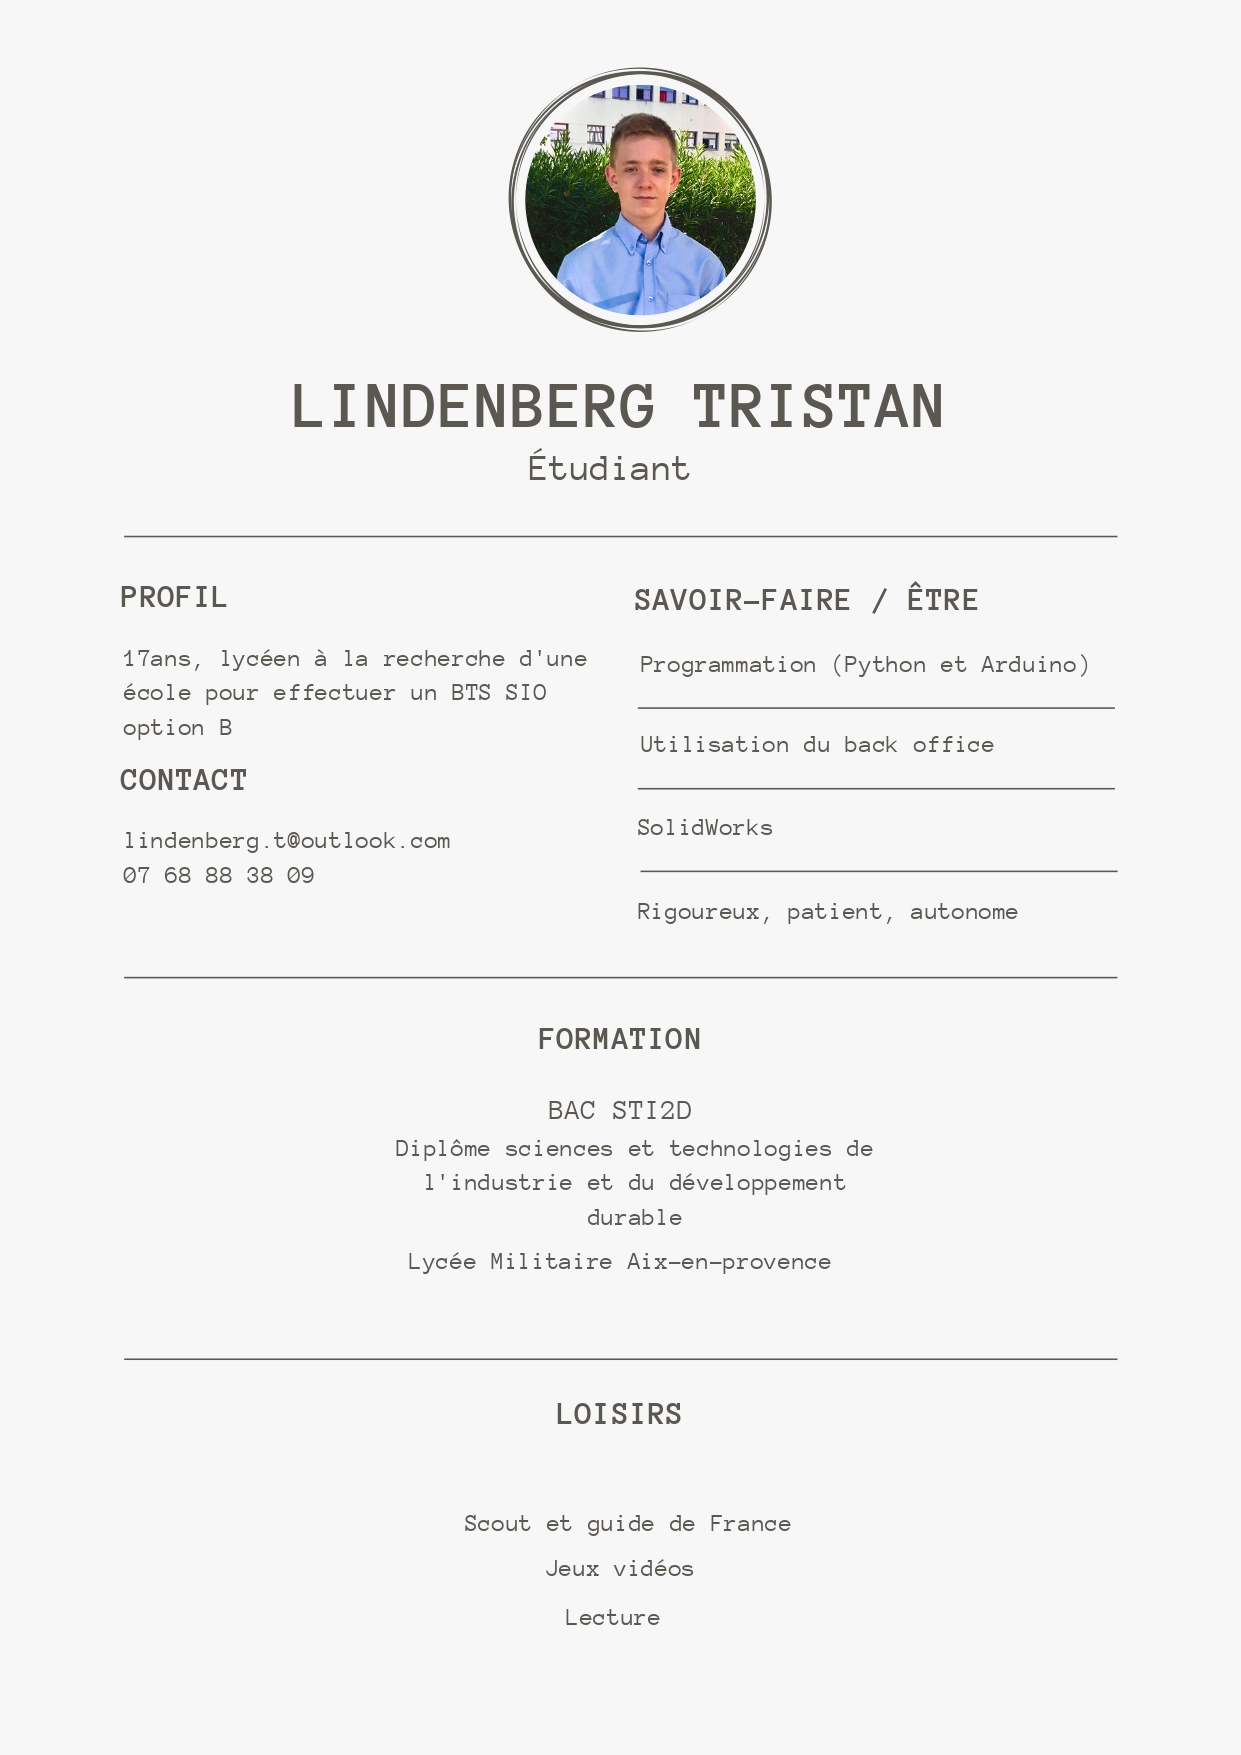 LINDENBERG TRISTAN
Étudiant
PROFIL
17ans, lycéen à la recherche d'une
école pour effectuer un BTS SIO
option B
CONTACT
lindenberg.t@outlook.com
07 68 88 38 09
SAVOIR-FAIRE / ÊTRE
Programmation (Python et Arduino)
Utilisation du back office
SolidWorks
Rigoureux, patient, autonome
FORMATION
BAC STI2D
Diplôme sciences et technologies de
l'industrie et du développement
durable
Lycée Militaire Aix-en-provence
LOISIRS
Scout et guide de France
Jeux vidéos
Lecture